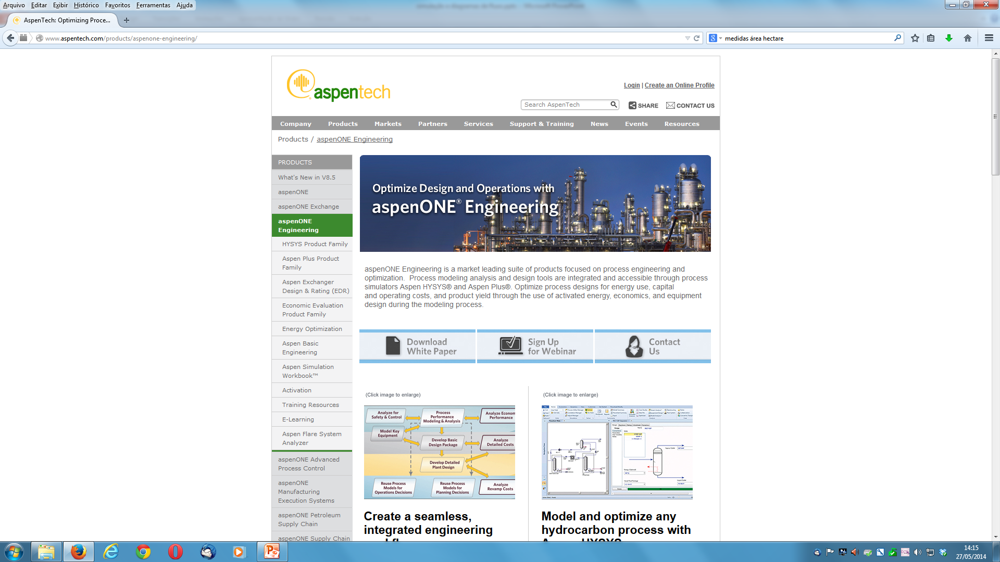 Arquivo Editar Exibir Histórico Favoritos Ferramentas Ajuda
AspenTech: Optimizing Proce...
www.aspentech.com/products/aspenone-engineering/
medidas área hectare
aspentech
Login | Create an Online Profile
Search AspenTech
SHARE
CONTACT US
Company Products Markets Partners Services Support & Training News Events Resources
Products / aspenONE Engineering
PRODUCTS
What's New in V8.5
aspenONE
aspenONE Exchange
aspenONE
Engineering
HYSYS Product Family
Aspen Plus Product
Family
Aspen Exchanger
Design & Rating (EDR)
Economic Evaluation
Product Family
Energy Optimization
Aspen Basic
Engineering
Aspen Simulation
Workbook™
Activation
Training Resources
E-Learning
Aspen Flare System
Analyzer
aspenONE Advanced
Process Control
aspenONE
Manufacturing
Execution Systems
aspenONE Petroleum
Supply Chain
aspenONE Supply Chain
Optimize Design and Operations with
aspenONE® Engineering
aspenONE Engineering is a market leading suite of products focused on process engineering and
optimization. Process modeling analysis and design tools are integrated and accessible through process
simulators Aspen HYSYS® and Aspen Plus®. Optimize process designs for energy use, capital
and operating costs, and product yield through the use of activated energy, economics, and equipment
design during the modeling process.
Download
White Paper
Sign Up
for Webinar
Contact
Us
(Click image to enlarge)
Analyze for
Safety & Control
Process
Performance
Modeling & Analysis
Analyze Econom
Performance
Model Key
Equipment
Develop Basic
Design Package
Analyze
Detailed Costs
Develop Detailed
Plant Design
Reuse Process
Models for
Operations Decisions
Reuse Process
Models for
Planning Decisions
Analyze
Revamp Costs
Create a seamless,
integrated engineering
(Click image to enlarge)
Model and optimize any
hydrocarbon process with
14:15
27/05/2014